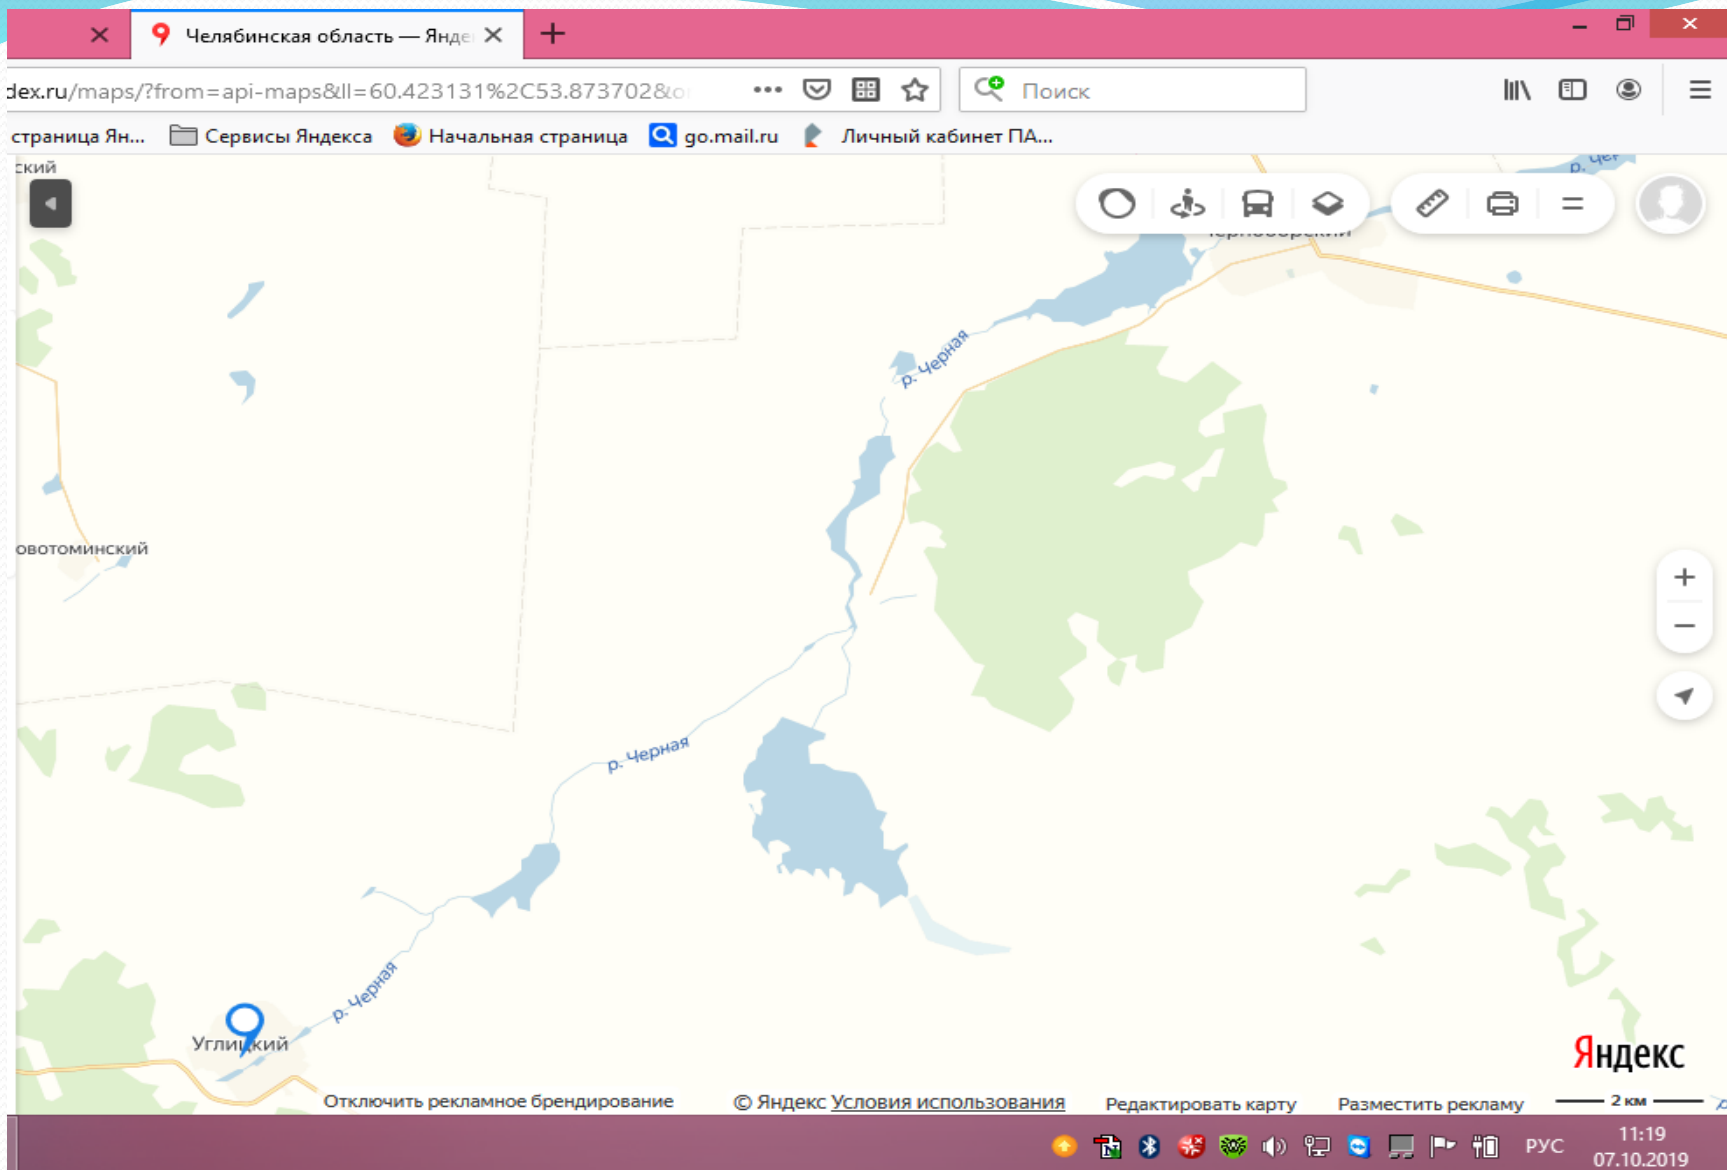 Челябинская область — Янде
dex.ru/maps/?from=api-maps&ll=60.423131%2C53.873702&o
Поиск
страница Ян...
Сервисы Яндекса
Начальная страница
go.mail.ru
Личный кабинет ПА...
ский
р. Чер
р. Черная
овотоминский
р. Черная
р. Черная
Углицкий
Яндекс
Отключить рекламное брендирование
© Яндекс Условия использования
Редактировать карту
Разместить рекламу
2 км
РУС
11:19
07.10.2019